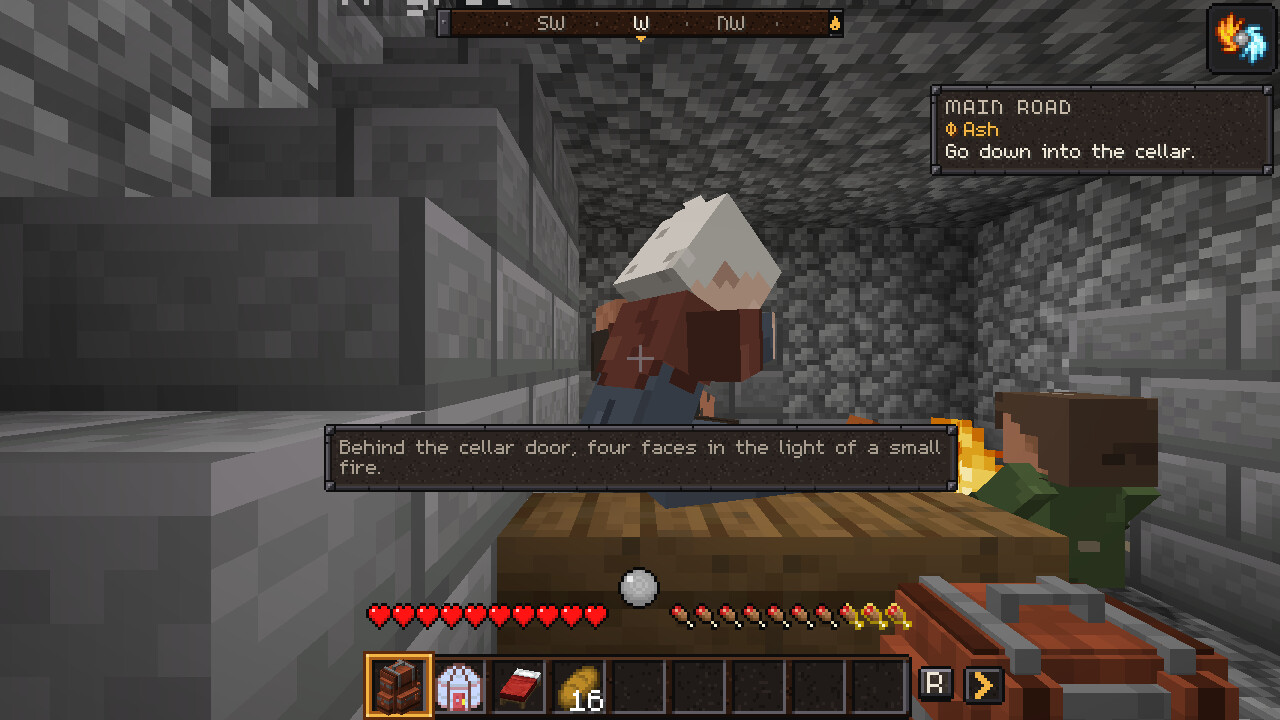 SW W NW
MAIN ROAD
Ash
Go down into the cellar.
Behind the cellar door, four faces in the light of a small
fire.
16
R